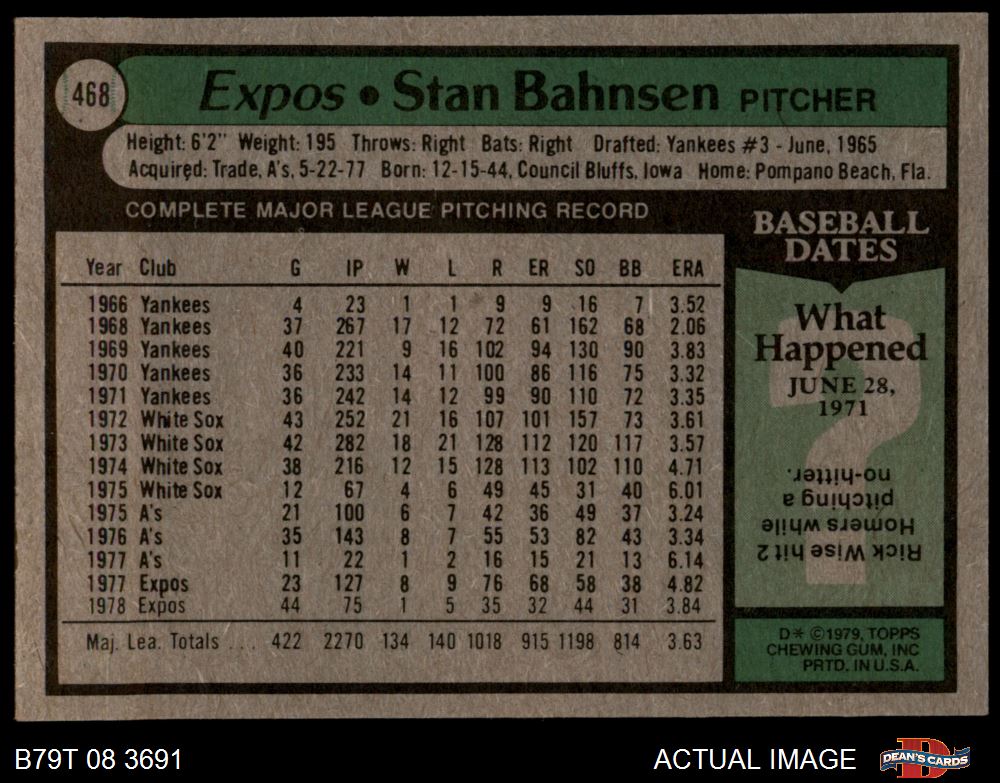 468
Expos • Stan Bahnsen PITCHER
Height: 6'2" Weight: 195 Throws: Right Bats: Right Drafted: Yankees #3 - June, 1965
Acquired: Trade, A's, 5-22-77 Born: 12-15-44, Council Bluffs, Iowa Home: Pompano Beach, Fla.
COMPLETE MAJOR LEAGUE PITCHING RECORD
Year Club G IP W L R ER SO BB ERA
1966 Yankees 4 23 1 1 9 9 16 7 3.52
1968 Yankees 37 267 17 12 72 61 162 68 2.06
1969 Yankees 40 221 9 16 102 94 130 90 3.83
1970 Yankees 36 233 14 11 100 86 116 75 3.32
1971 Yankees 36 242 14 12 99 90 110 72 3.35
1972 White Sox 43 252 21 16 107 101 157 73 3.61
1973 White Sox 42 282 18 21 128 112 120 117 3.57
1974 White Sox 38 216 12 15 128 113 102 110 4.71
1975 White Sox 12 67 4 6 49 45 31 40 6.01
1975 A's 21 100 6 7 42 36 49 37 3.24
1976 A's 35 143 8 7 55 53 82 43 3.34
1977 A's 11 22 1 2 16 15 21 13 6.14
1977 Expos 23 127 8 9 76 68 58 38 4.82
1978 Expos 44 75 1 5 35 32 44 31 3.84
Maj. Lea. Totals ... 422 2270 134 140 1018 915 1198 814 3.63
BASEBALL
DATES
What
Happened
JUNE 28,
1971
?
Rick Wise hit 2
Homers while
pitching a
no-hitter.
D* ©1979, TOPPS
CHEWING GUM, INC
PRTD. IN U.S.A.
B79T 08 3691
ACTUAL IMAGE
D
DEAN'S CARDS